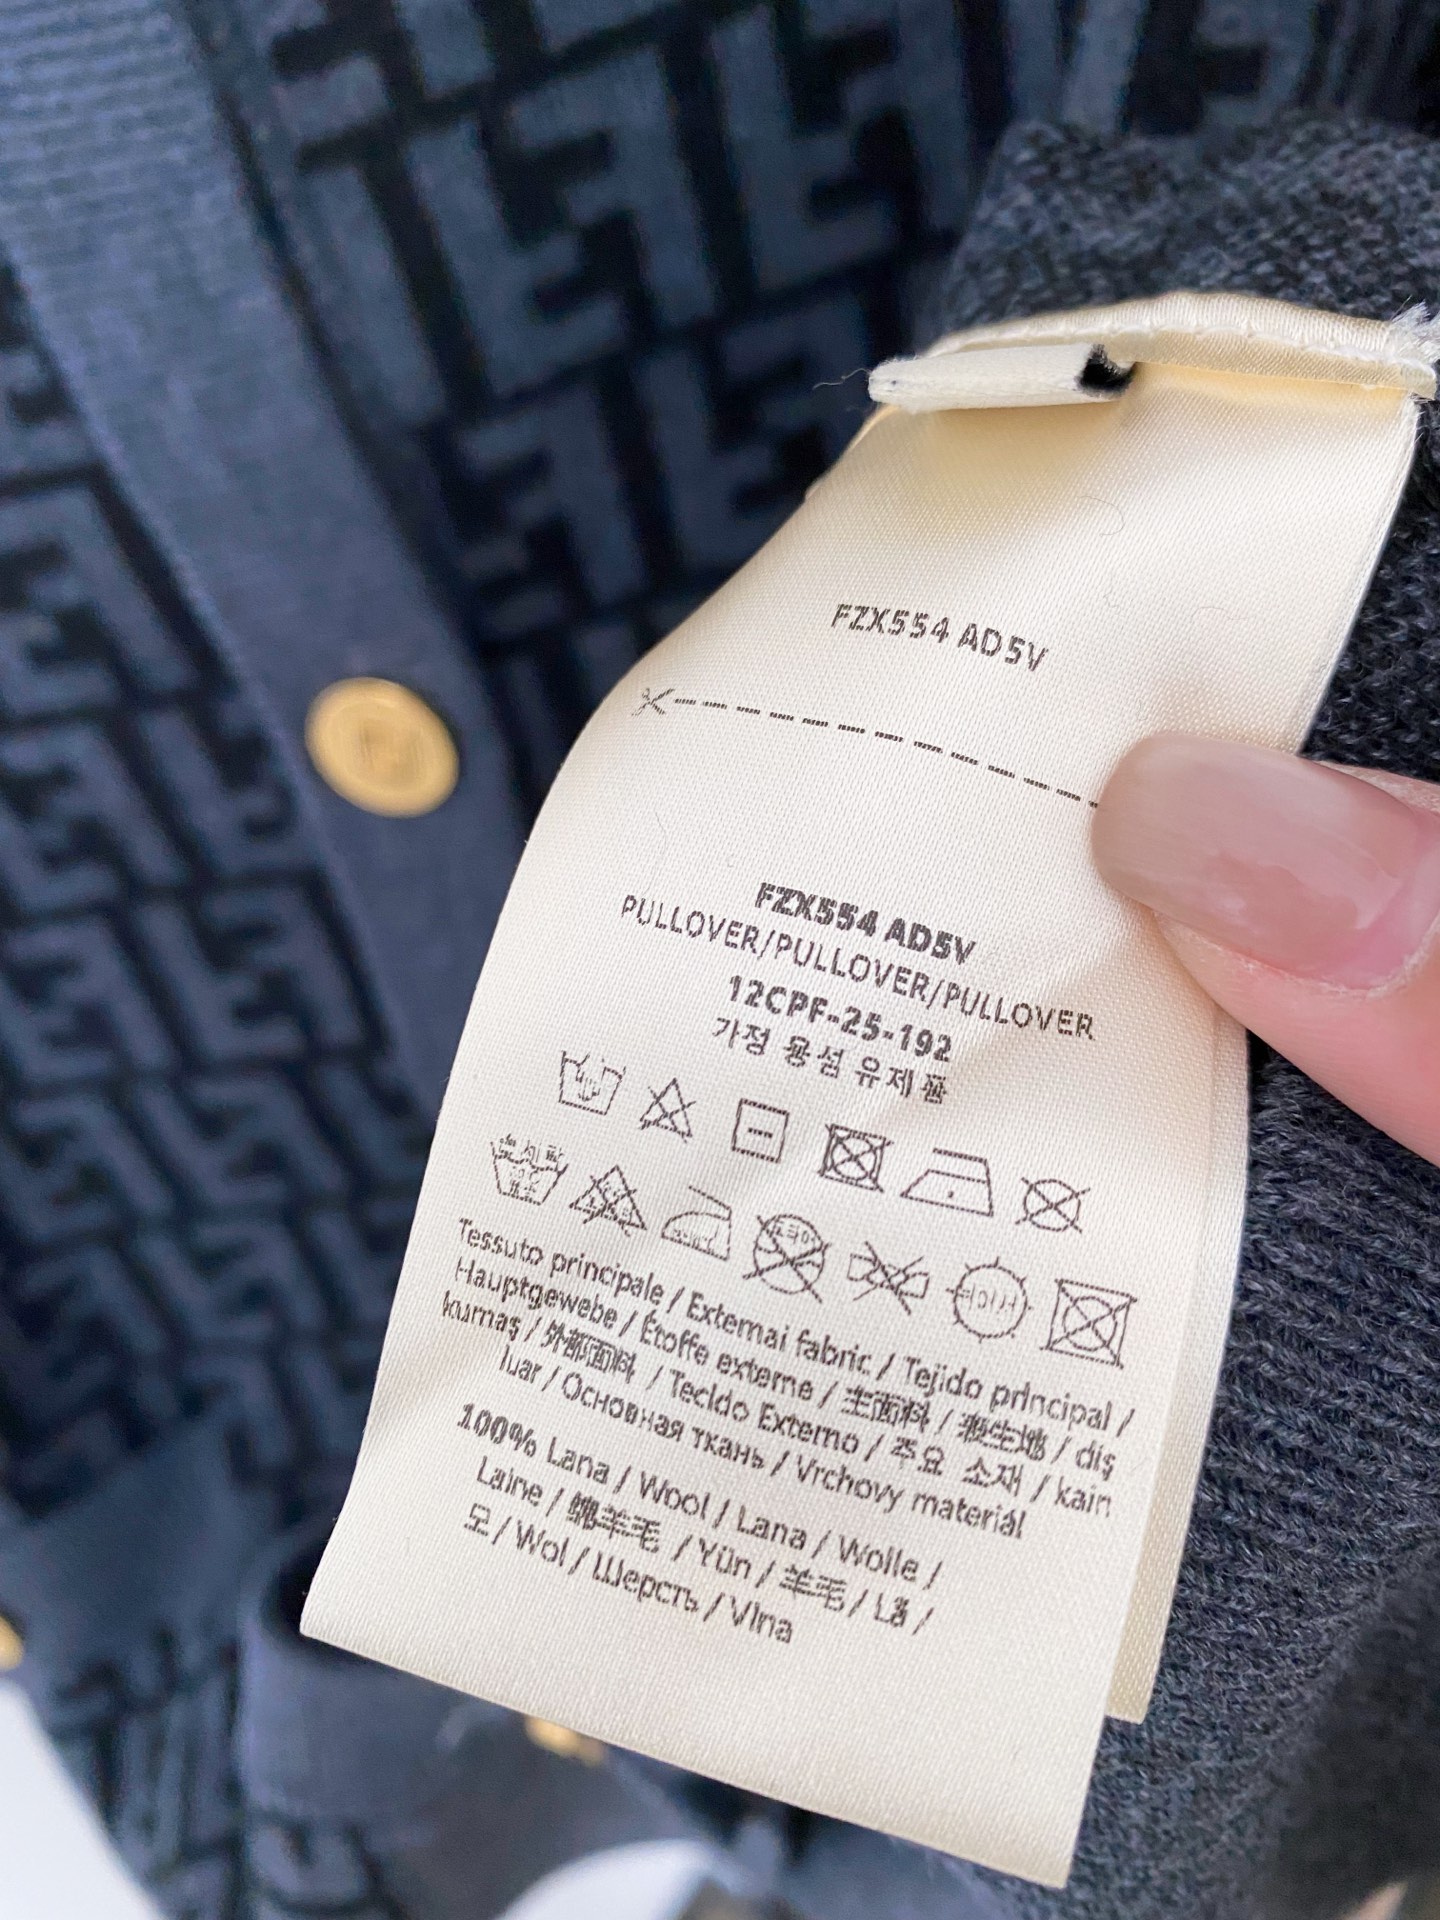 FZX554 AD5V
FZX554 AD5V
PULLOVER/PULLOVER/PULLOVER
12CPF-25-192
가정 용섬 유제품
Tessuto principale / Externai fabric / Tejido principal /
Hauptgewebe / Étoffe externe / 主面料 / 表生地 / diş
kumaş / 外部面料 / Tecido Externo / 주요 소재 / kain
luar / Основная ткань / Vrchovy materiál
100% Lana / Wool / Lana / Wolle /
Laine / 绵羊毛 / Yün / 羊毛 / Lã /
모 / Wol / Шерсть / Vlna